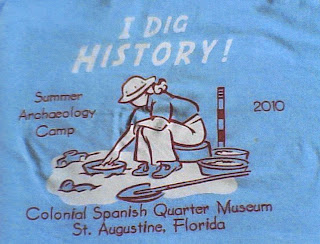 I DIG
HISTORY!
Summer
Archaeology
Camp
2010
Colonial Spanish Quarter Museum
St. Augustine, Florida